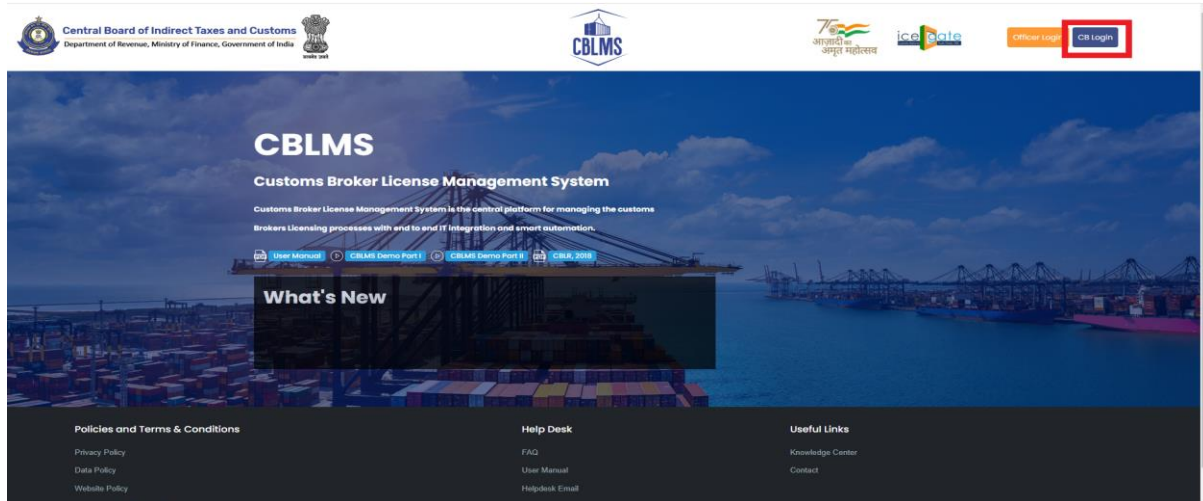 Central Board of Indirect Taxes and Customs
Department of Revenue, Ministry of Finance, Government of India
सत्यमेव जयते
CBLMS
75
आज़ादी का
अमृत महोत्सव
ice gate
Officer Login
CB Login
CBLMS
Customs Broker License Management System
Customs Broker License Management System is the central platform for managing the customs
Brokers Licensing processes with end to end IT integration and smart automation.
User Manual
CBLMS Demo Part I
CBLMS Demo Part II
CBLR, 2018
What's New
Policies and Terms & Conditions
Privacy Policy
Data Policy
Website Policy
Help Desk
FAQ
User Manual
Helpdesk Email
Useful Links
Knowledge Center
Contact